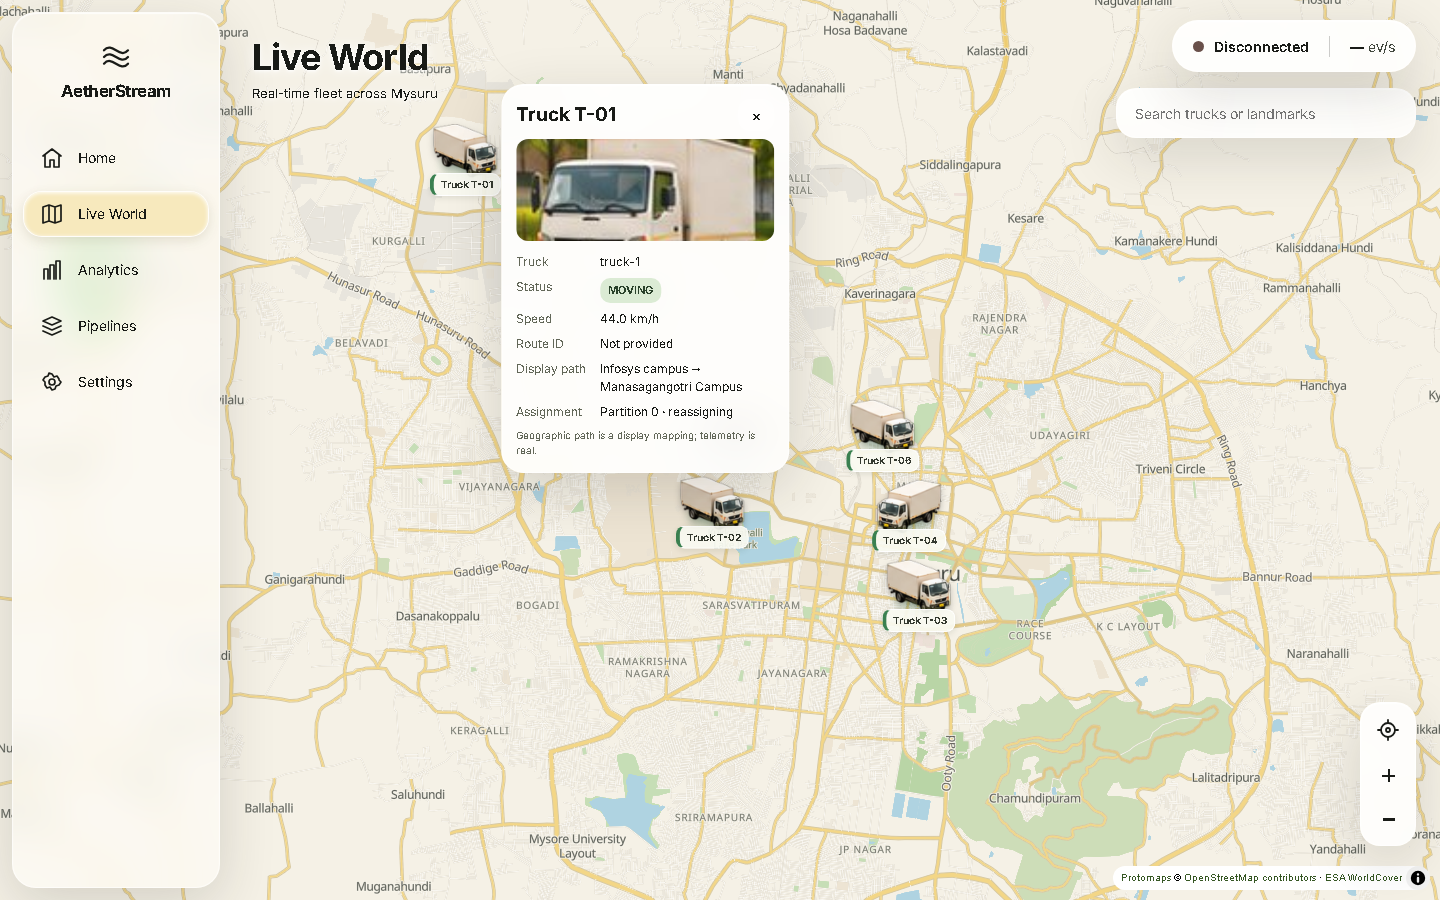 AetherStream
Home
Live World
Analytics
Pipelines
Settings
Live World
Real-time fleet across Mysuru
Disconnected
— ev/s
Search trucks or landmarks
Truck T-01
×
Truck truck-1
Status MOVING
Speed 44.0 km/h
Route ID Not provided
Display path Infosys campus →
Manasagangotri Campus
Assignment Partition 0 · reassigning
Geographic path is a display mapping; telemetry is
real.
Truck T-01
Truck T-06
Truck T-02
Truck T-04
Truck T-03
Naganahalli
Hosa Badavane
Kalastavadi
Manti
Siddalingapura
Kesare
Kamanakere Hundi
Kalisiddana Hundi
Rammanahalli
Ring Road
Kaverinagara
RAJENDRA
NAGAR
KURGALLI
Hunasur Road
Hunasuru Road
BELAVADI
Hanchya
UDAYAGIRI
Ring Road
Triveni Circle
VIJAYANAGARA
Ganigarahundi
Gaddige Road
Dasanakoppalu
BOGADI
SARASVATIPURAM
Bannur Road
RACE
COURSE
K C LAYOUT
Naranahalli
RAMAKRISHNA
NAGARA
JAYANAGARA
KERAGALLI
Ooty Road
Lalitadripura
Chamundipuram
Ballahalli
Saluhundi
SRIRAMAPURA
Mysore University
Layout
JP NAGAR
Yandahalli
Muganahundi
+
−
Protomaps © OpenStreetMap contributors · ESA WorldCover